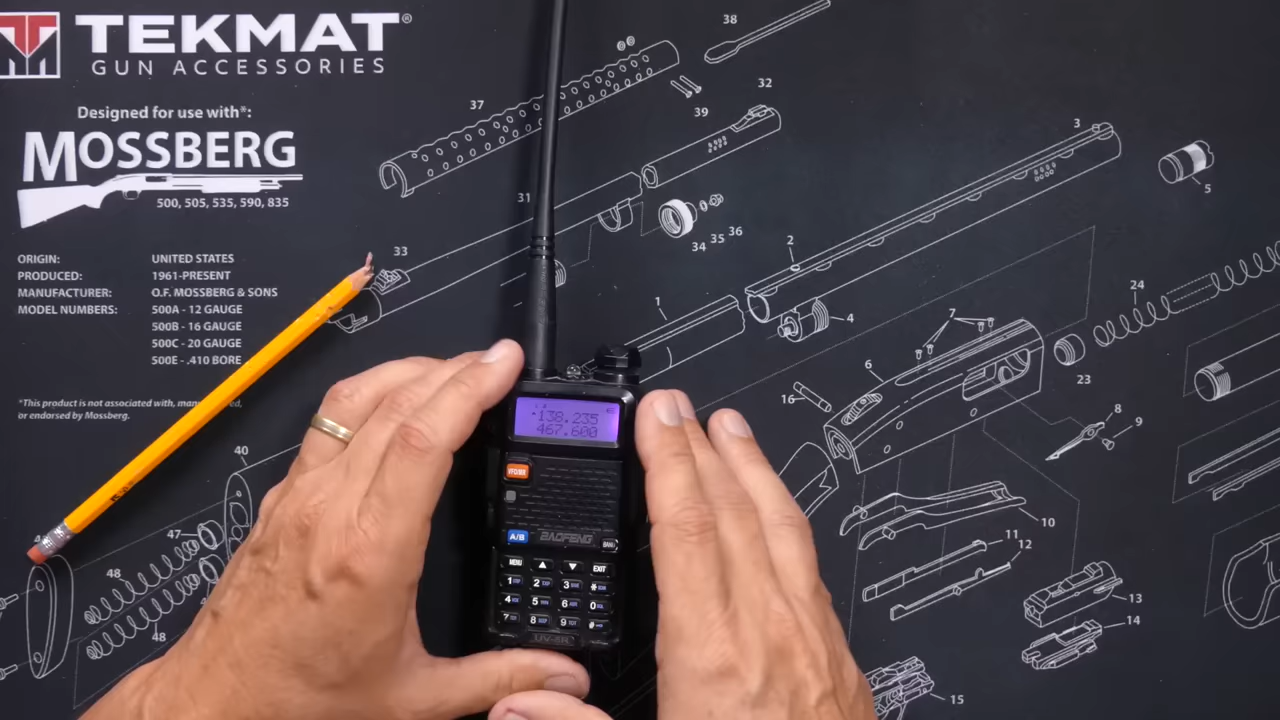 TEKMAT®
GUN ACCESSORIES
Designed for use with*:
MOSSBERG
500, 505, 535, 590, 835
ORIGIN: UNITED STATES
PRODUCED: 1961-PRESENT
MANUFACTURER: O.F. MOSSBERG & SONS
MODEL NUMBERS: 500A - 12 GAUGE
500B - 16 GAUGE
500C - 20 GAUGE
500E - .410 BORE
*This product is not associated with,
or endorsed by Mossberg.
38
37
39
32
3
5
31
34
35
36
33
2
1
4
7
24
6
23
16
8
9
40
47
48
48
10
11
12
13
14
15
138.235
467.600
VFO/MR
A/B
BAOFENG
BAND
MENU
EXIT
1
2
3
4
5
6
0
7
8
9
#
UV-5R